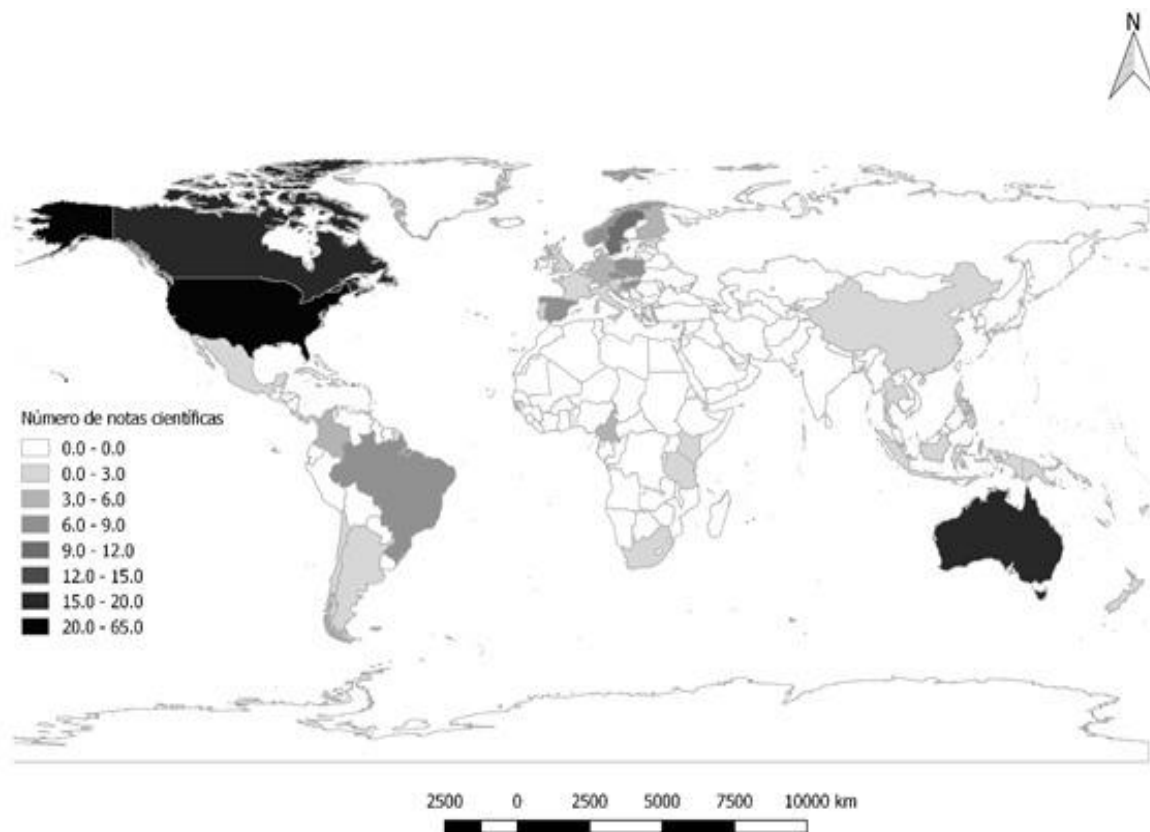 N
Número de notas científicas
0.0 - 0.0
0.0 - 3.0
3.0 - 6.0
6.0 - 9.0
9.0 - 12.0
12.0 - 15.0
15.0 - 20.0
20.0 - 65.0
2500 0 2500 5000 7500 10000 km